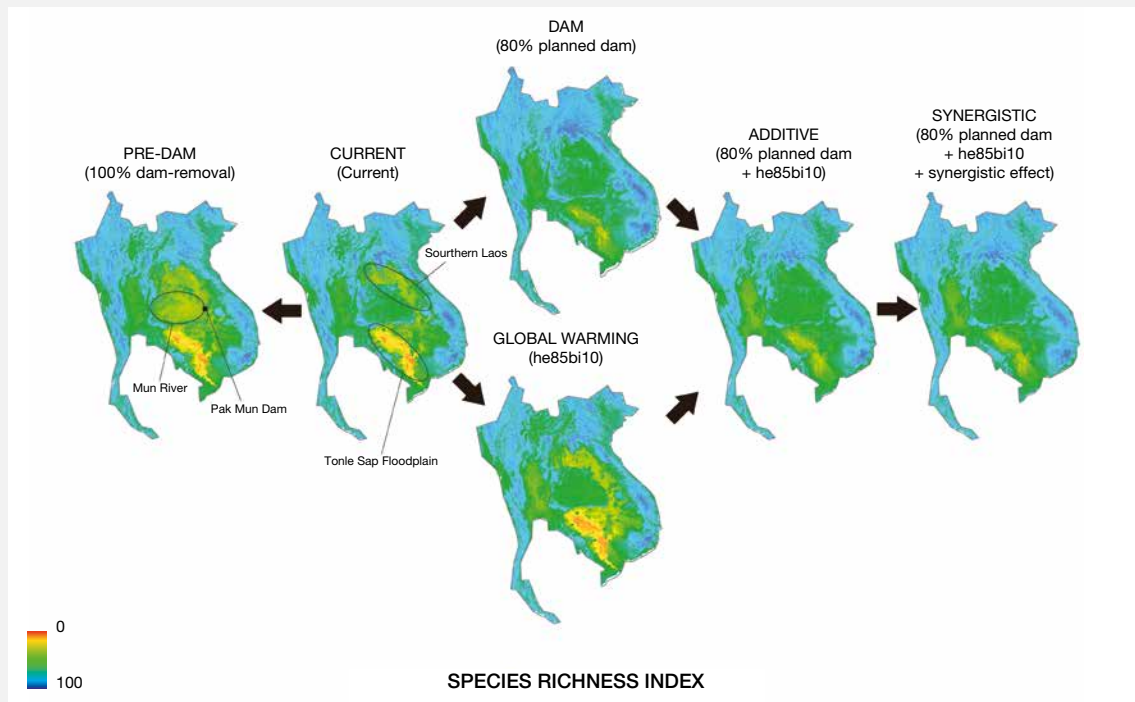 DAM
(80% planned dam)
PRE-DAM
(100% dam-removal)
CURRENT
(Current)
ADDITIVE
(80% planned dam
+ he85bi10)
SYNERGISTIC
(80% planned dam
+ he85bi10
+ synergistic effect)
Sourthern Laos
Mun River
Pak Mun Dam
Tonle Sap Floodplain
GLOBAL WARMING
(he85bi10)
0
100
SPECIES RICHNESS INDEX